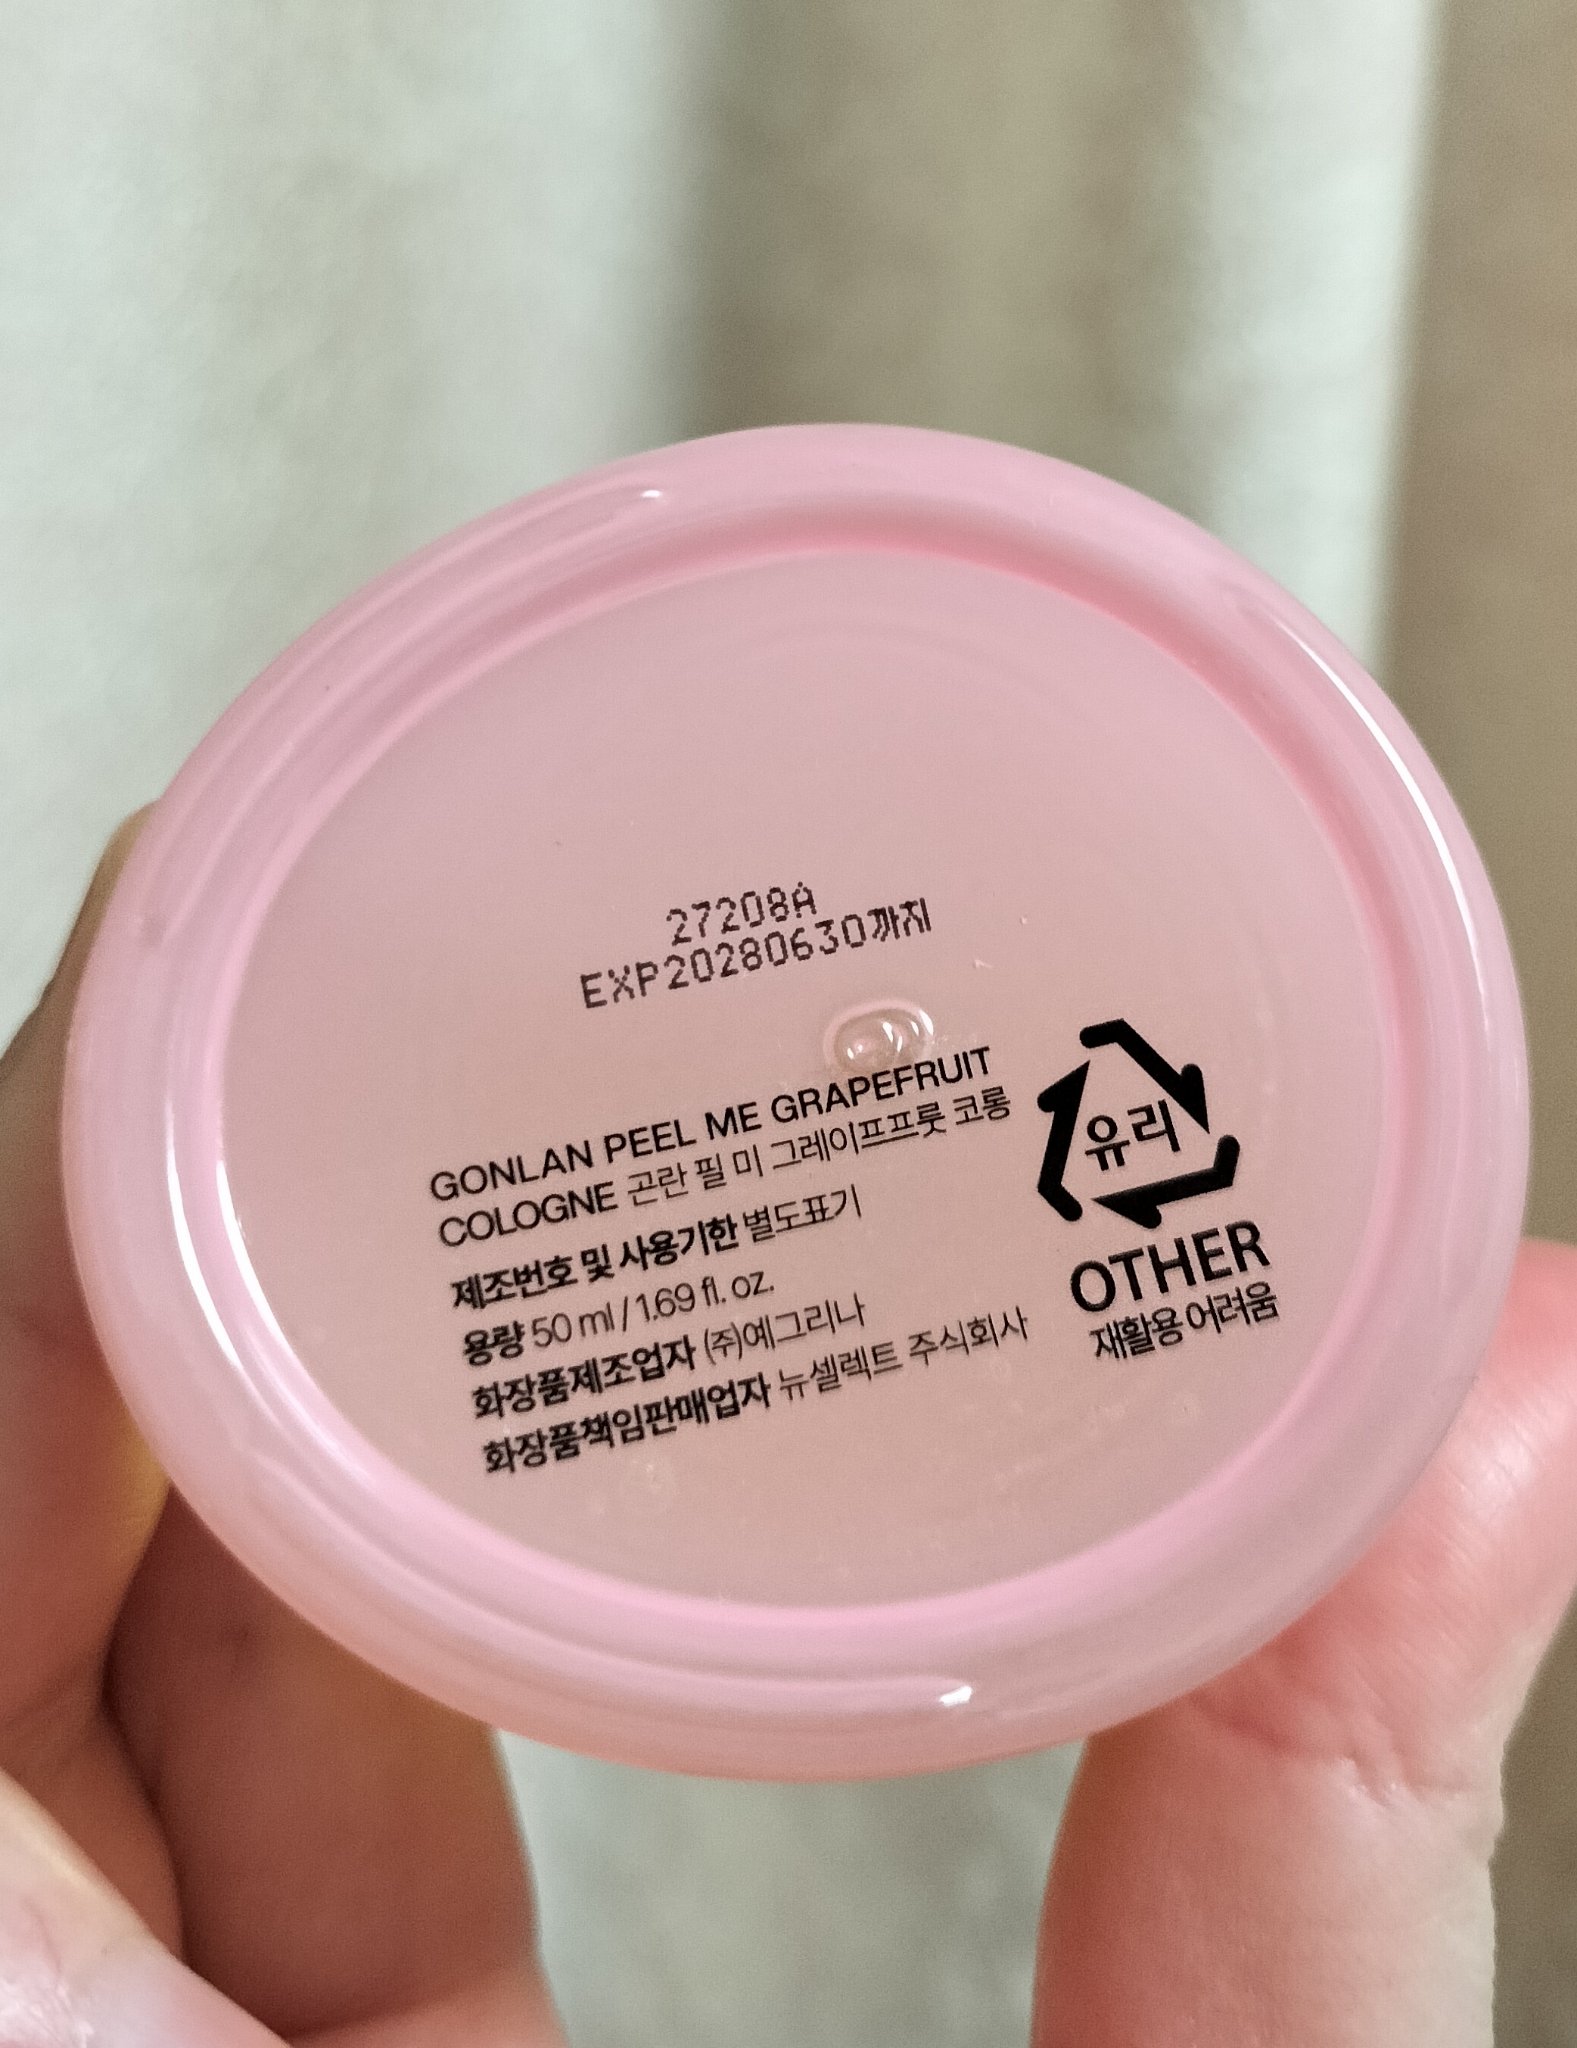 27208A
EXP20280630까지
GONLAN PEEL ME GRAPEFRUIT
COLOGNE 곤란 필 미 그레이프프룻 코롱
제조번호 및 사용기한 별도표기
용량 50 ml / 1.69 fl. oz.
화장품제조업자 (주)예그리나
화장품책임판매업자 뉴셀렉트 주식회사
유리
OTHER
재활용 어려움